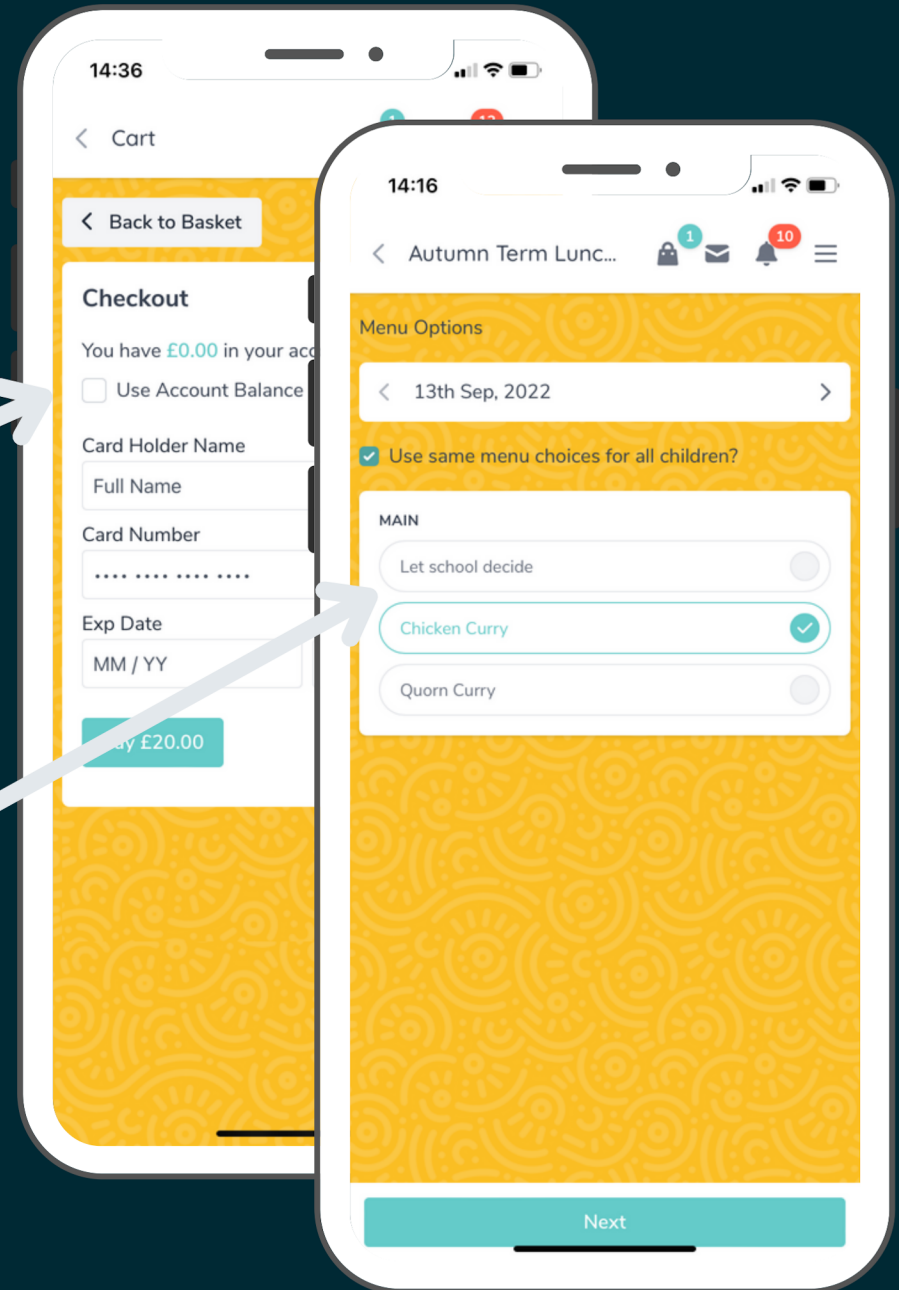 14:36
Cart
Back to Basket
Checkout
You have £0.00 in your
Use Account Balance
Card Holder Name
Full Name
Card Number
•••• •••• •••• ••••
Exp Date
MM / YY
£20.00
14:16
Autumn Term Lunc...
1
10
Menu Options
13th Sep, 2022
Use same menu choices for all children?
MAIN
Let school decide
Chicken Curry
Quorn Curry
Next